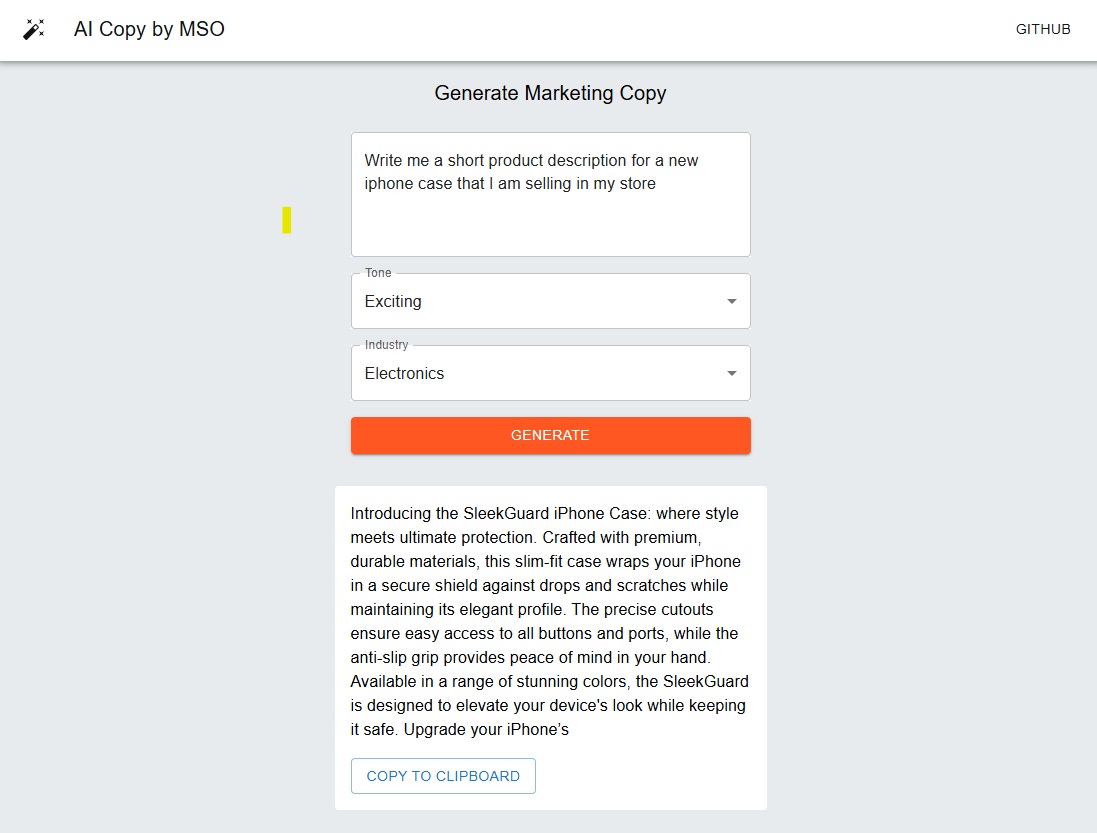 AI Copy by MSO
GITHUB
Generate Marketing Copy
Write me a short product description for a new
iphone case that I am selling in my store
Tone
Exciting
Industry
Electronics
GENERATE
Introducing the SleekGuard iPhone Case: where style
meets ultimate protection. Crafted with premium,
durable materials, this slim-fit case wraps your iPhone
in a secure shield against drops and scratches while
maintaining its elegant profile. The precise cutouts
ensure easy access to all buttons and ports, while the
anti-slip grip provides peace of mind in your hand.
Available in a range of stunning colors, the SleekGuard
is designed to elevate your device's look while keeping
it safe. Upgrade your iPhone’s
COPY TO CLIPBOARD